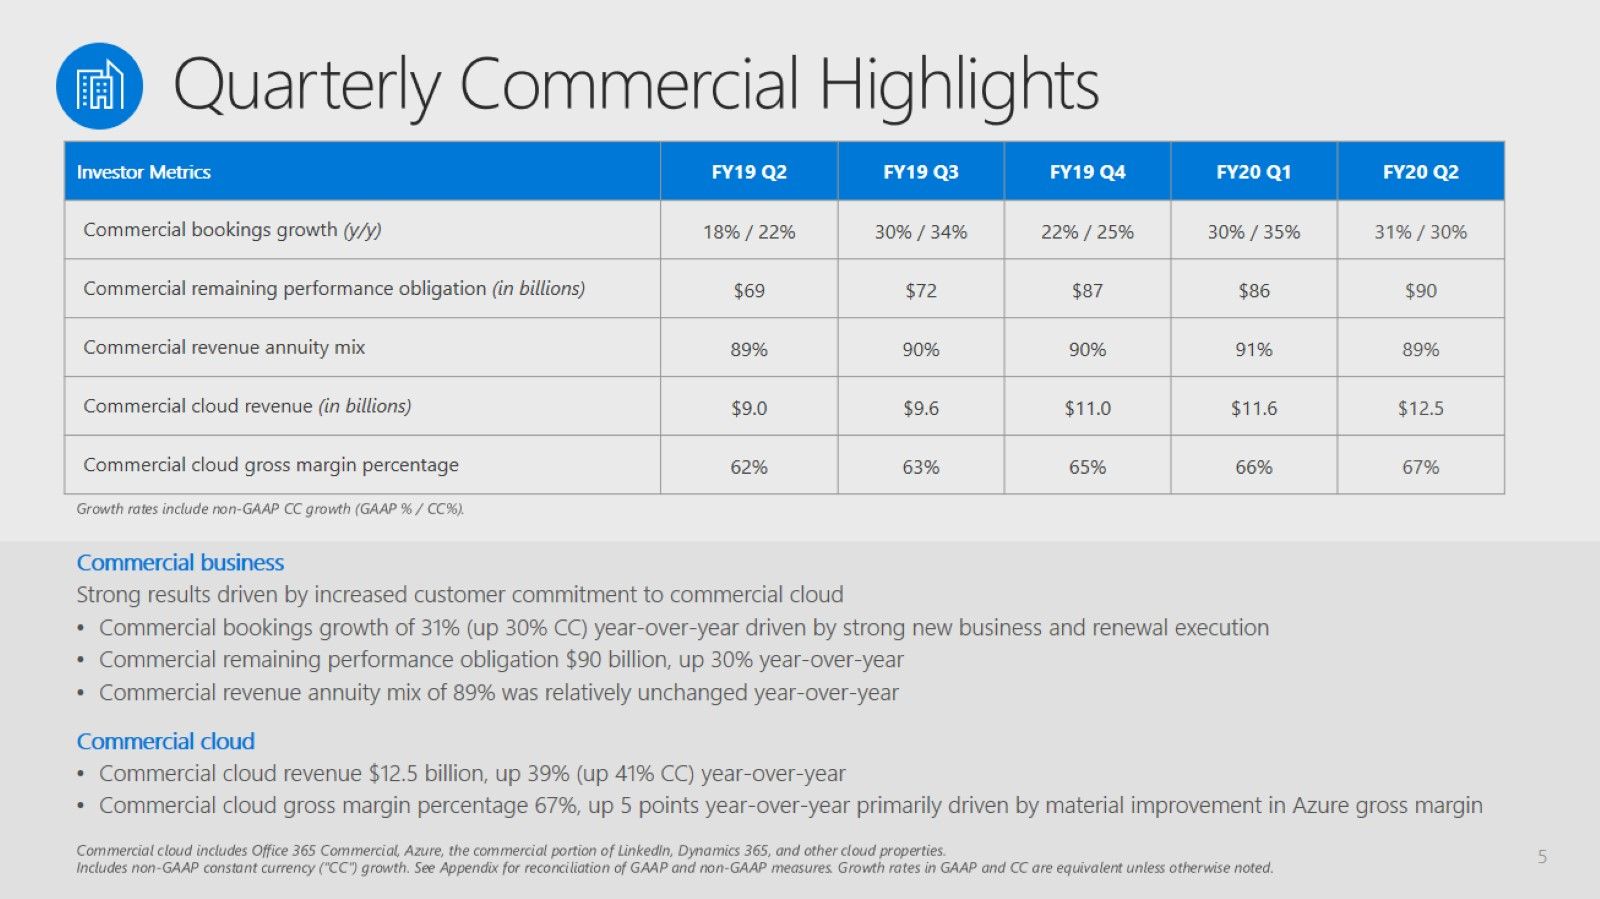 Quarterly Commercial Highlights
Investor Metrics FY19 Q2 FY19 Q3 FY19 Q4 FY20 Q1 FY20 Q2
Commercial bookings growth (y/y) 18% / 22% 30% / 34% 22% / 25% 30% / 35% 31% / 30%
Commercial remaining performance obligation (in billions) $69 $72 $87 $86 $90
Commercial revenue annuity mix 89% 90% 90% 91% 89%
Commercial cloud revenue (in billions) $9.0 $9.6 $11.0 $11.6 $12.5
Commercial cloud gross margin percentage 62% 63% 65% 66% 67%
Growth rates include non-GAAP CC growth (GAAP % / CC%).
Commercial business
Strong results driven by increased customer commitment to commercial cloud
• Commercial bookings growth of 31% (up 30% CC) year-over-year driven by strong new business and renewal execution
• Commercial remaining performance obligation $90 billion, up 30% year-over-year
• Commercial revenue annuity mix of 89% was relatively unchanged year-over-year
Commercial cloud
• Commercial cloud revenue $12.5 billion, up 39% (up 41% CC) year-over-year
• Commercial cloud gross margin percentage 67%, up 5 points year-over-year primarily driven by material improvement in Azure gross margin
Commercial cloud includes Office 365 Commercial, Azure, the commercial portion of LinkedIn, Dynamics 365, and other cloud properties.
Includes non-GAAP constant currency ("CC") growth. See Appendix for reconciliation of GAAP and non-GAAP measures. Growth rates in GAAP and CC are equivalent unless otherwise noted.
5